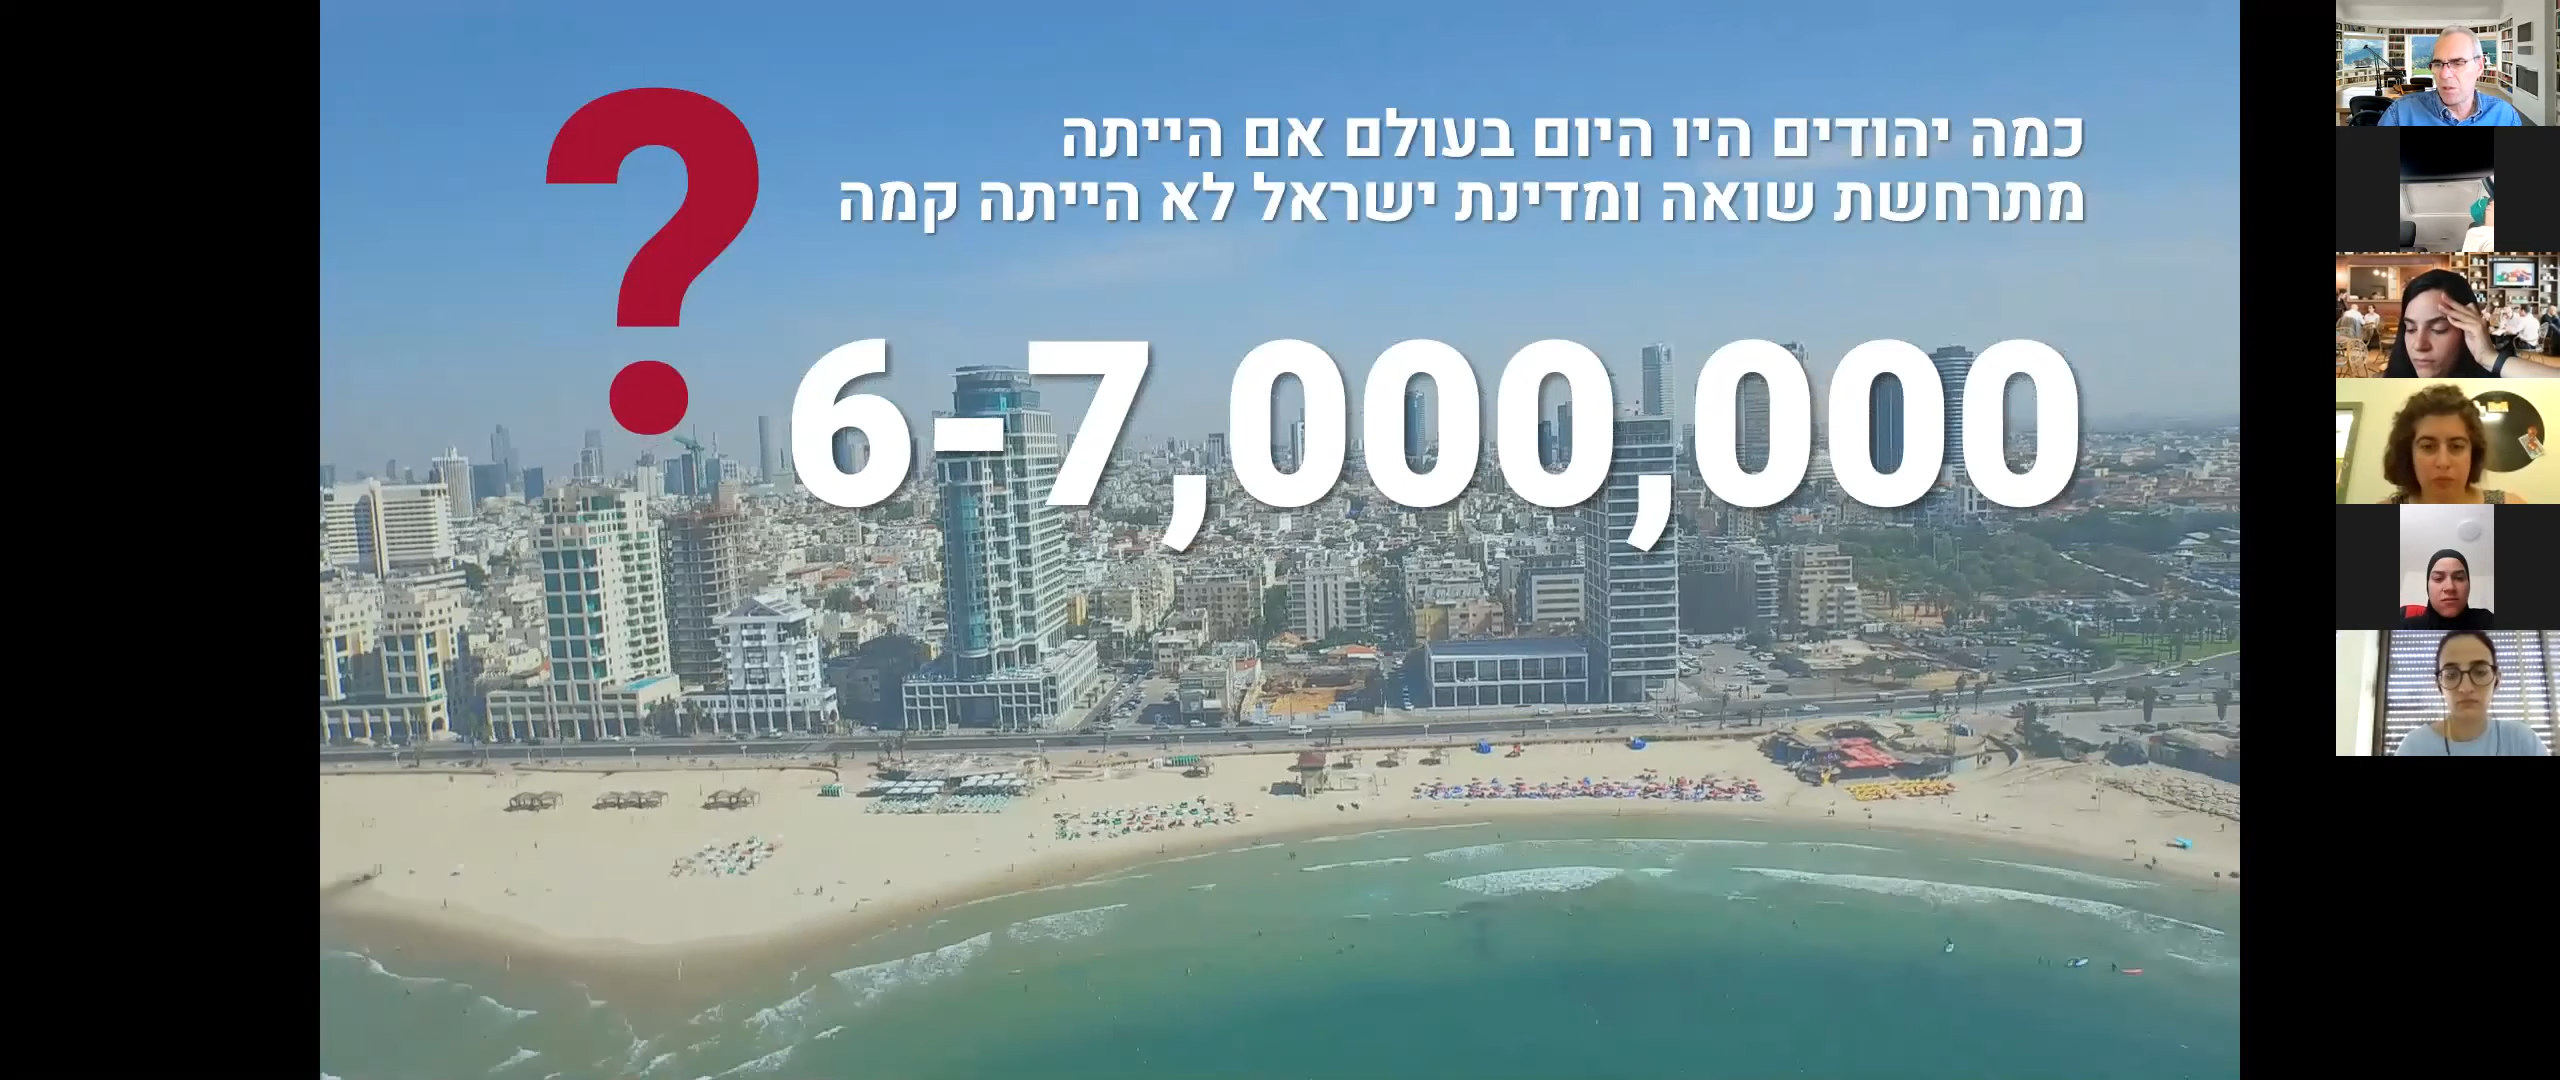 כמה יהודים היו היום בעולם אם הייתה
מתרחשת שואה ומדינת ישראל לא הייתה קמה
?
6-7,000,000